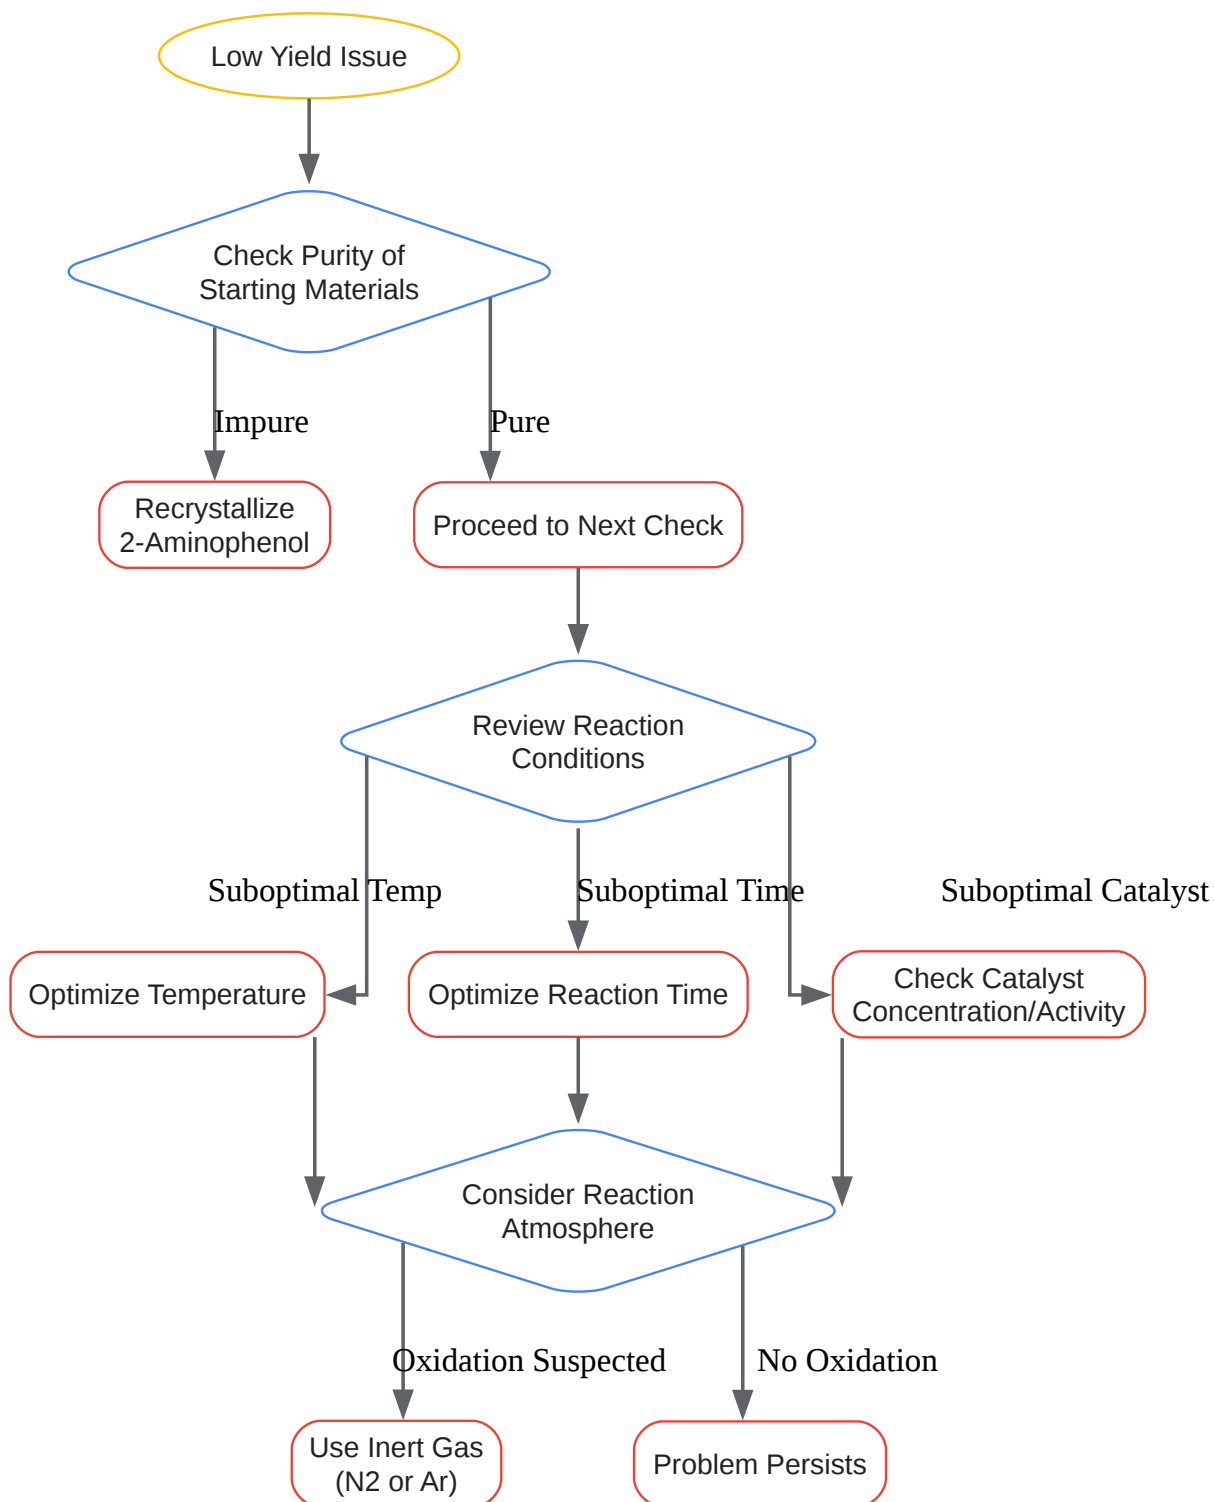 Low Yield Issue
Check Purity of
Starting Materials
Impure
Pure
Recrystallize
2-Aminophenol
Proceed to Next Check
Review Reaction
Conditions
Suboptimal Temp
Suboptimal Time
Suboptimal Catalyst
Optimize Temperature
Optimize Reaction Time
Check Catalyst
Concentration/Activity
Consider Reaction
Atmosphere
Oxidation Suspected
No Oxidation
Use Inert Gas
(N2 or Ar)
Problem Persists